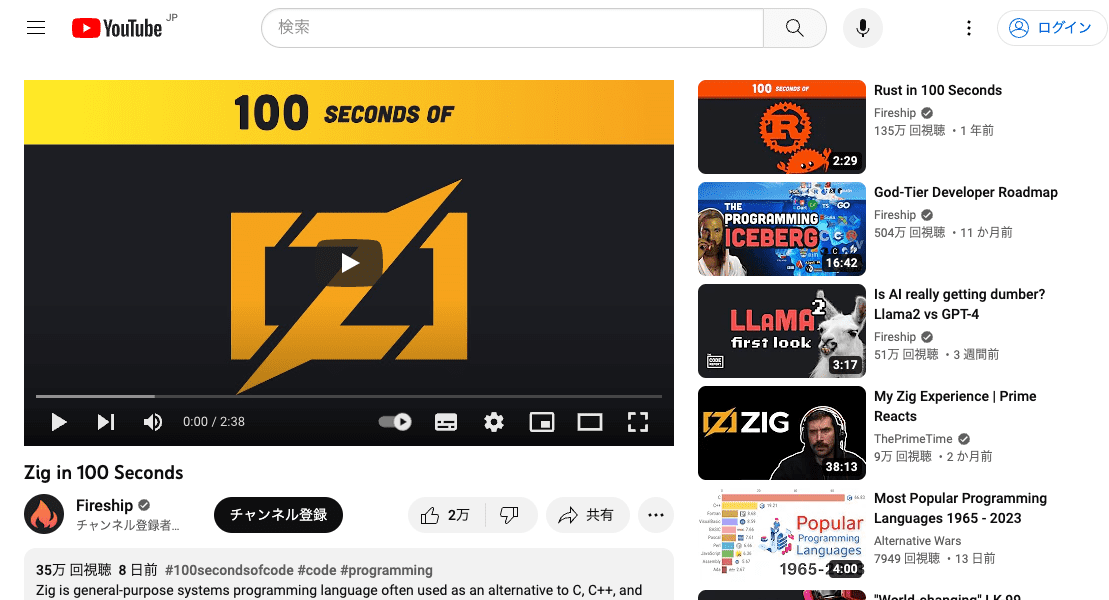 YouTube JP
検索
ログイン
100 SECONDS OF
0:00 / 2:38
Zig in 100 Seconds
Fireship
チャンネル登録者...
チャンネル登録
2万
共有
35万 回視聴 8 日前 #100secondsofcode #code #programming
Zig is general-purpose systems programming language often used as an alternative to C, C++, and
100 SECONDS OF
R
2:29
Rust in 100 Seconds
Fireship
135万 回視聴 ・1 年前
THE
PROGRAMMING
ICEBERG
TS GO
16:42
God-Tier Developer Roadmap
Fireship
504万 回視聴 ・11 か月前
LLaMA 2
first look
CODE
REPORT
3:17
Is AI really getting dumber?
Llama2 vs GPT-4
Fireship
51万 回視聴 ・3 週間前
ZIG
38:13
My Zig Experience | Prime
Reacts
ThePrimeTime
9万 回視聴 ・2 か月前
Popular
Programming
Languages
1965-2
4:00
Most Popular Programming
Languages 1965 - 2023
Alternative Wars
7949 回視聴 ・13 日前
"World-changing" LK-99